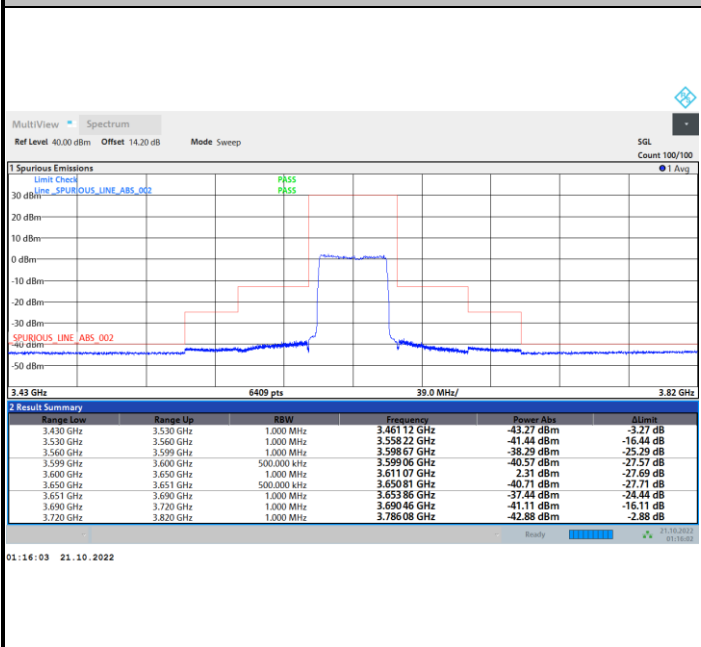 MultiView Spectrum
Ref Level 40.00 dBm Offset 14.20 dB Mode Sweep SGL
Count 100/100
1 Spurious Emissions 1 Avg
Limit Check PASS
Line _SPURIOUS_LINE_ABS_002 PASS
30 dBm
20 dBm
10 dBm
0 dBm
-10 dBm
-20 dBm
-30 dBm
SPURIOUS_LINE_ABS_002
-40 dBm
-50 dBm
3.43 GHz 6409 pts 39.0 MHz/ 3.82 GHz
2 Result Summary
Range Low Range Up RBW Frequency Power Abs ΔLimit
3.430 GHz 3.530 GHz 1.000 MHz 3.461 12 GHz -43.27 dBm -3.27 dB
3.530 GHz 3.560 GHz 1.000 MHz 3.558 22 GHz -41.44 dBm -16.44 dB
3.560 GHz 3.599 GHz 1.000 MHz 3.598 67 GHz -38.29 dBm -25.29 dB
3.599 GHz 3.600 GHz 500.000 kHz 3.599 06 GHz -40.57 dBm -27.57 dB
3.600 GHz 3.650 GHz 1.000 MHz 3.611 07 GHz 2.31 dBm -27.69 dB
3.650 GHz 3.651 GHz 500.000 kHz 3.650 81 GHz -40.71 dBm -27.71 dB
3.651 GHz 3.690 GHz 1.000 MHz 3.653 86 GHz -37.44 dBm -24.44 dB
3.690 GHz 3.720 GHz 1.000 MHz 3.690 46 GHz -41.11 dBm -16.11 dB
3.720 GHz 3.820 GHz 1.000 MHz 3.786 08 GHz -42.88 dBm -2.88 dB
Ready 21.10.2022
01:16:02
01:16:03 21.10.2022